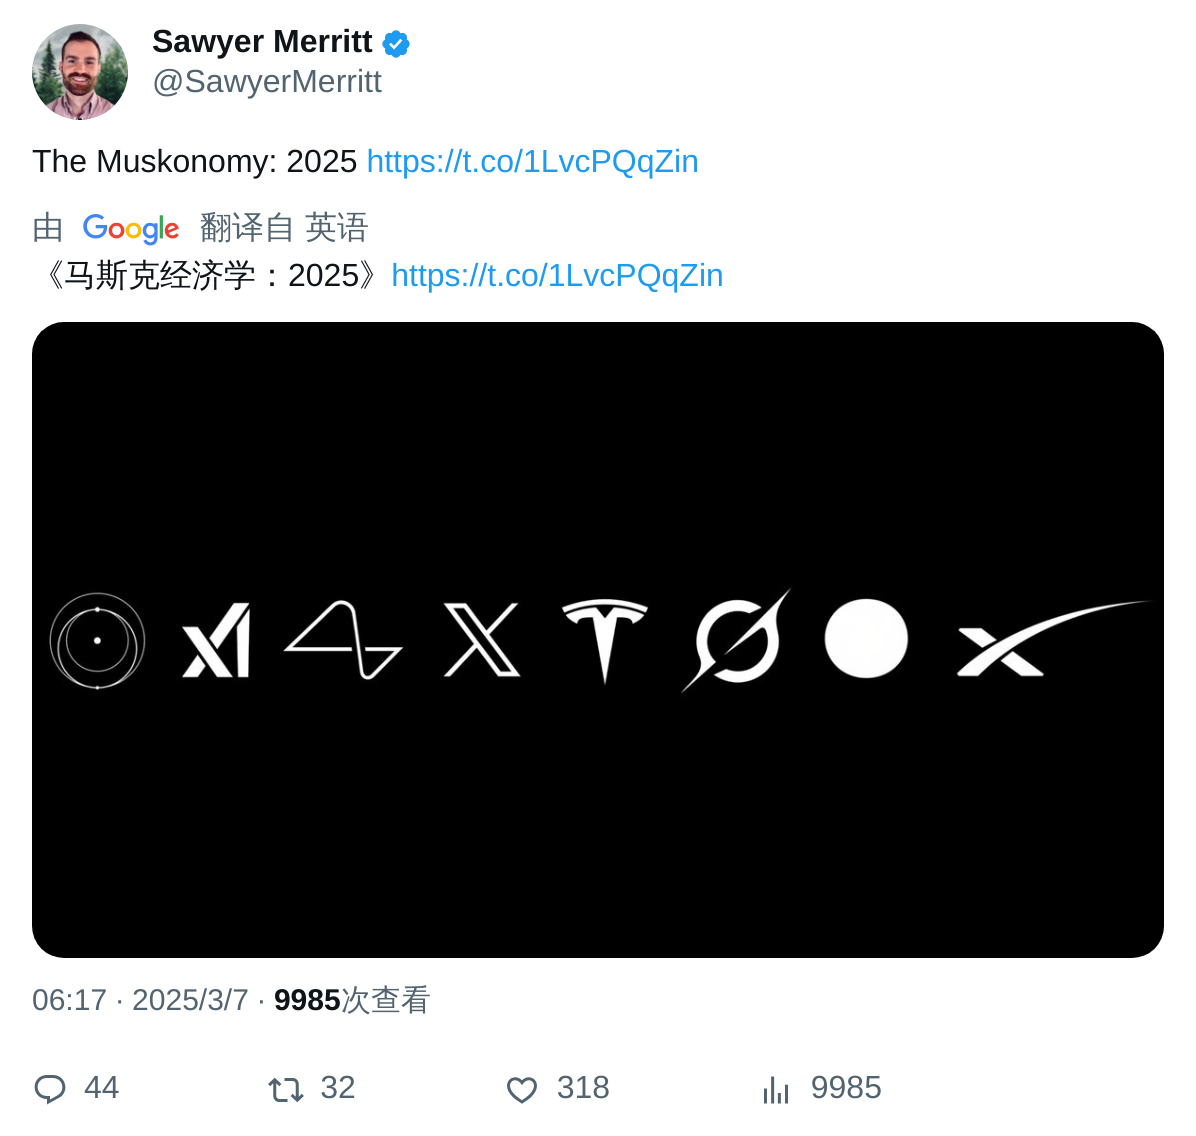 Sawyer Merritt
@SawyerMerritt
The Muskonomy: 2025 https://t.co/1LvcPQqZin
由 Google 翻译自 英语
《马斯克经济学：2025》https://t.co/1LvcPQqZin
06:17 · 2025/3/7 · 9985次查看
44 32 318 9985